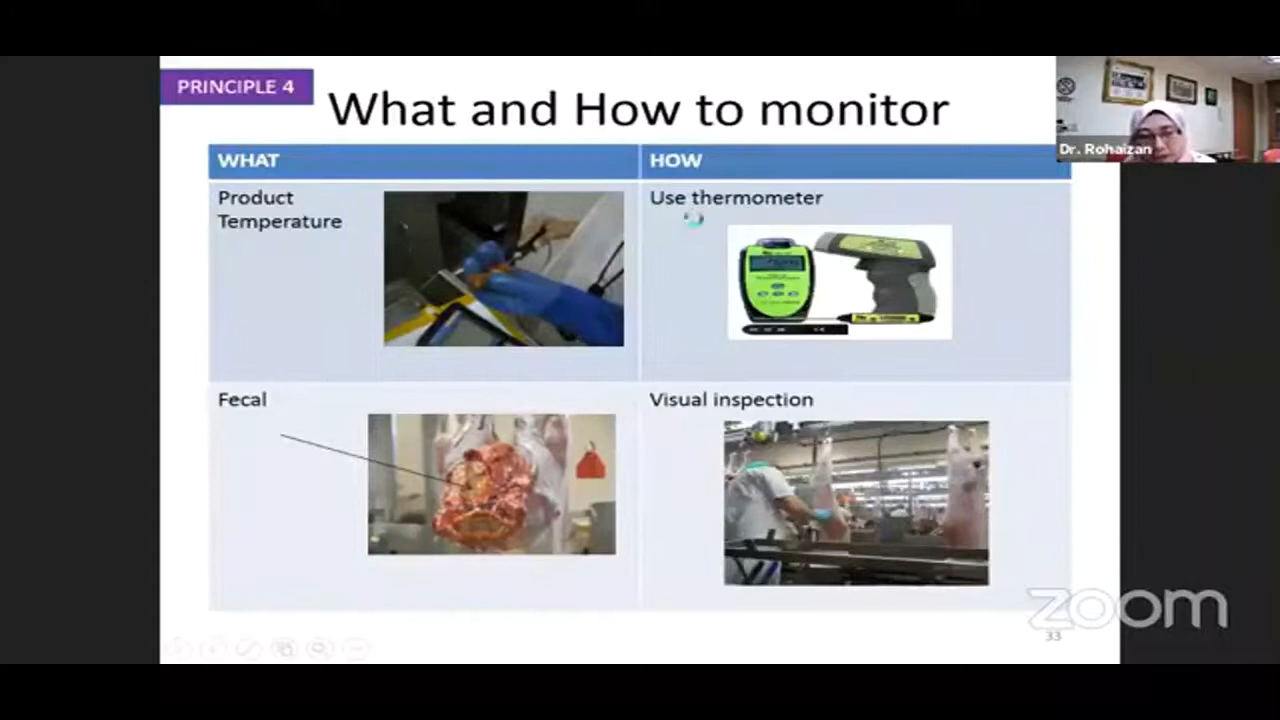 PRINCIPLE 4
What and How to monitor
Dr. Rohaizan
WHAT
HOW
Product
Temperature
Use thermometer
Fecal
Visual inspection
zoom
33